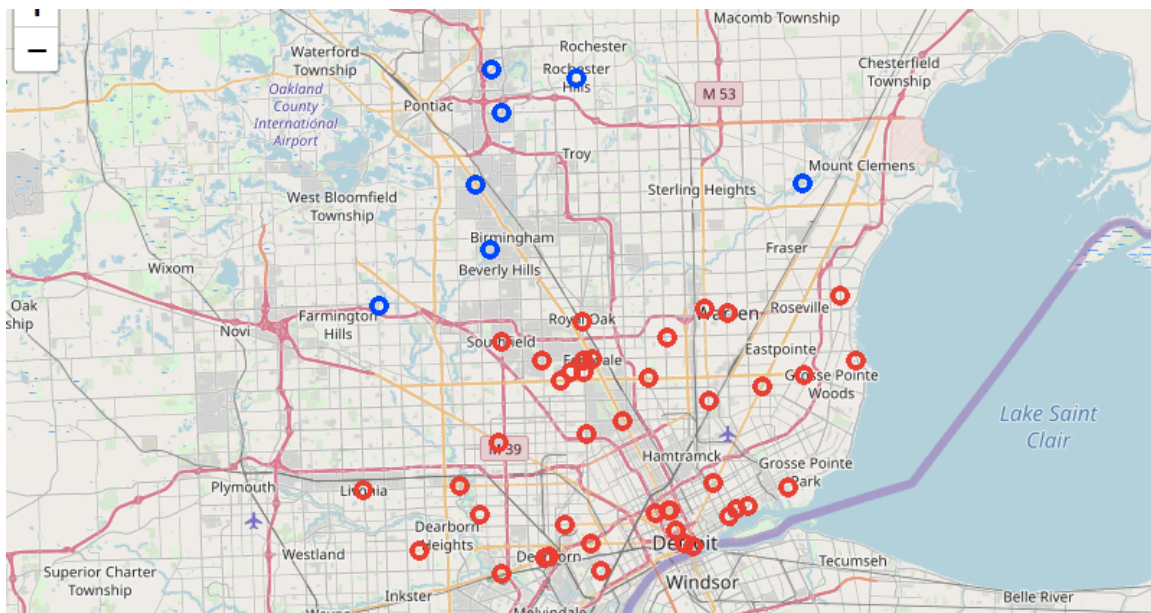 −
Macomb Township
Rochester
Waterford
Township
Rochester
Hills
Chesterfield
Township
Oakland
County
International
Airport
Pontiac
M 53
Troy
Mount Clemens
Sterling Heights
West Bloomfield
Township
Birmingham
Fraser
Beverly Hills
Wixom
Oak
ship
Farmington
Hills
Novi
Royal Oak
Warren
Roseville
Southfield
Eastpointe
Ferndale
Grosse Pointe
Woods
Lake Saint
Clair
M 39
Hamtramck
Grosse Pointe
Park
Plymouth
Livonia
Dearborn
Heights
Westland
Dearborn
Detroit
Tecumseh
Superior Charter
Township
Windsor
Inkster
Belle River
Wayne
Melvindale